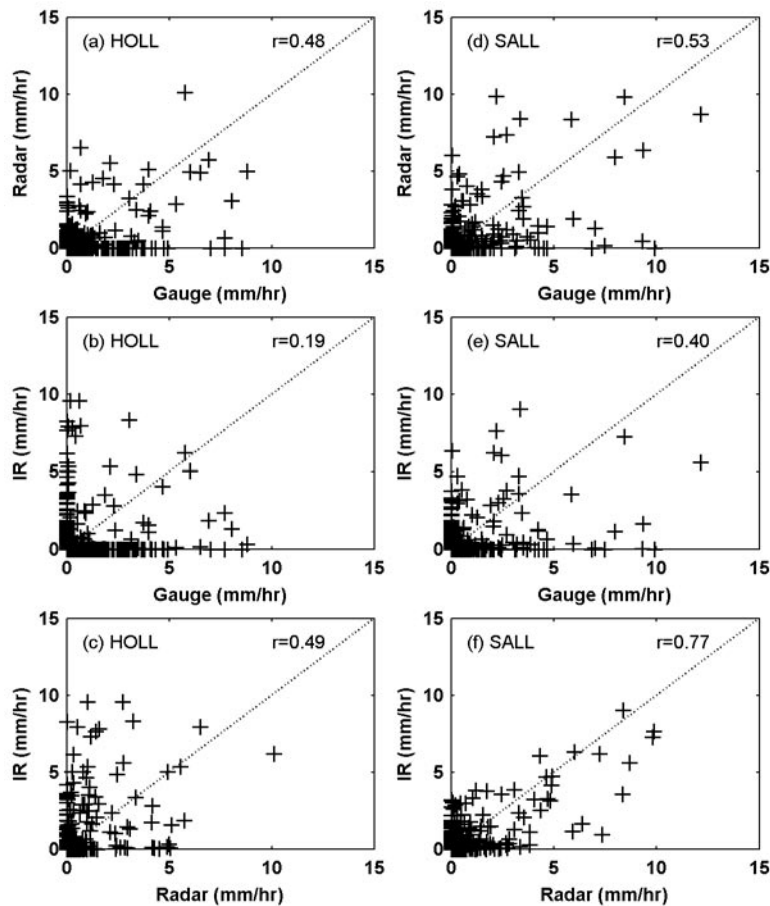 (a) HOLL r=0.48
15
10
5
0
Radar (mm/hr)
0 5 10 15
Gauge (mm/hr)
(d) SALL r=0.53
15
10
5
0
Radar (mm/hr)
0 5 10 15
Gauge (mm/hr)
(b) HOLL r=0.19
15
10
5
0
IR (mm/hr)
0 5 10 15
Gauge (mm/hr)
(e) SALL r=0.40
15
10
5
0
IR (mm/hr)
0 5 10 15
Gauge (mm/hr)
(c) HOLL r=0.49
15
10
5
0
IR (mm/hr)
0 5 10 15
Radar (mm/hr)
(f) SALL r=0.77
15
10
5
0
IR (mm/hr)
0 5 10 15
Radar (mm/hr)